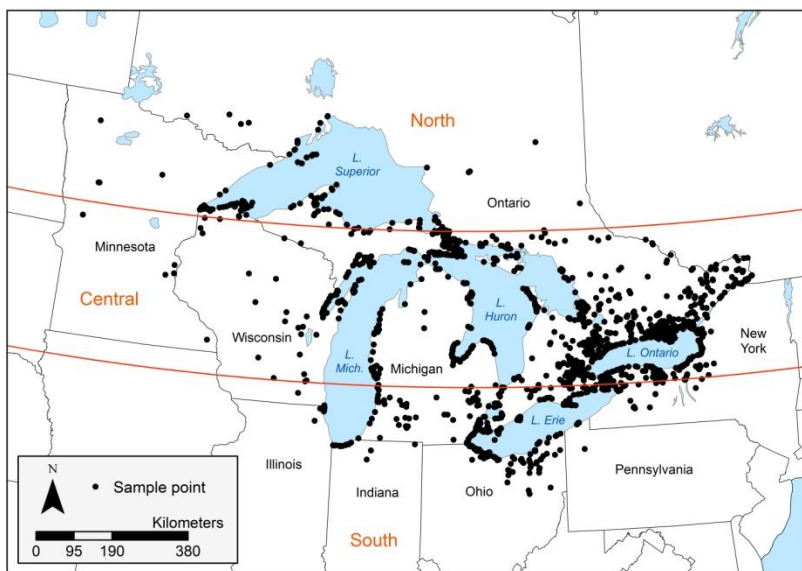 North
L.
Superior
Ontario
Minnesota
Central
Wisconsin
L.
Huron
L.
Mich.
Michigan
L. Ontario
New
York
L. Erie
Illinois
Indiana
Ohio
Pennsylvania
South
N
Sample point
Kilometers
0 95 190 380